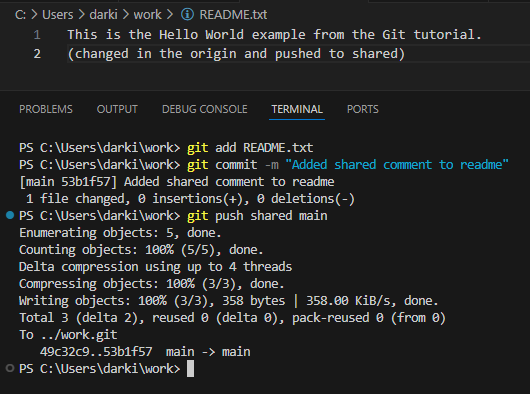 C: > Users > darki > work > README.txt
1 This is the Hello World example from the Git tutorial.
2 (changed in the origin and pushed to shared)
PROBLEMS OUTPUT DEBUG CONSOLE TERMINAL PORTS
PS C:\Users\darki\work> git add README.txt
PS C:\Users\darki\work> git commit -m "Added shared comment to readme"
[main 53b1f57] Added shared comment to readme
1 file changed, 0 insertions(+), 0 deletions(-)
PS C:\Users\darki\work> git push shared main
Enumerating objects: 5, done.
Counting objects: 100% (5/5), done.
Delta compression using up to 4 threads
Compressing objects: 100% (3/3), done.
Writing objects: 100% (3/3), 358 bytes | 358.00 KiB/s, done.
Total 3 (delta 2), reused 0 (delta 0), pack-reused 0 (from 0)
To ../work.git
49c32c9..53b1f57 main -> main
PS C:\Users\darki\work>